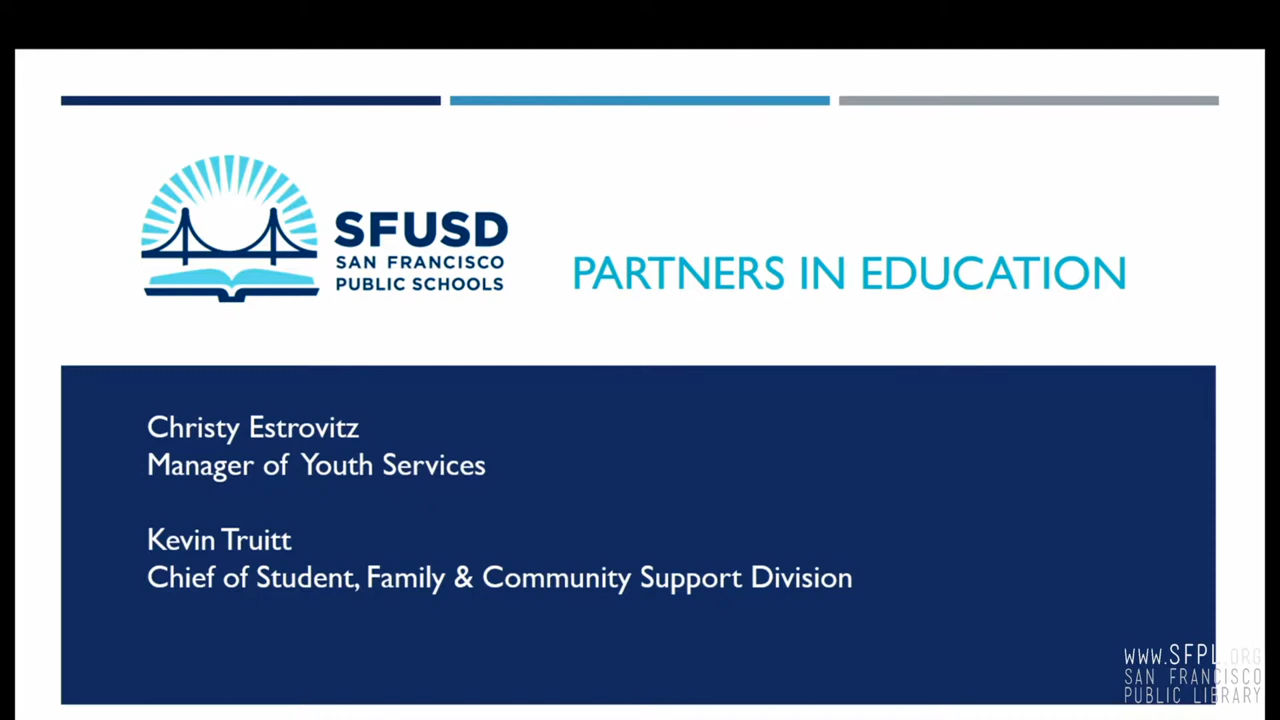 SFUSD
SAN FRANCISCO
PUBLIC SCHOOLS
PARTNERS IN EDUCATION
Christy Estrovitz
Manager of Youth Services
Kevin Truitt
Chief of Student, Family & Community Support Division
WWW.SFPL.ORG
SAN FRANCISCO
PUBLIC LIBRARY